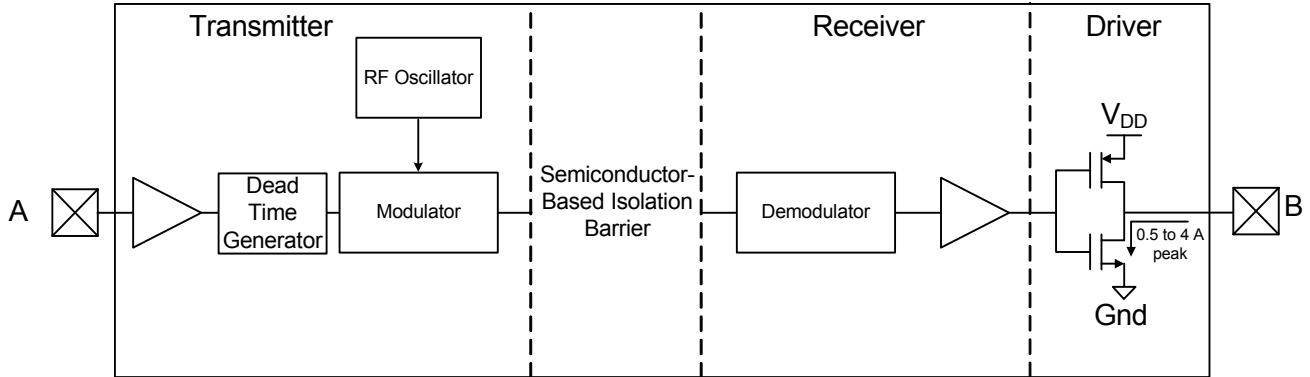 Transmitter
Receiver
Driver
RF Oscillator
V_DD
A
Dead
Time
Generator
Modulator
Semiconductor-
Based Isolation
Barrier
Demodulator
B
0.5 to 4 A
peak
Gnd